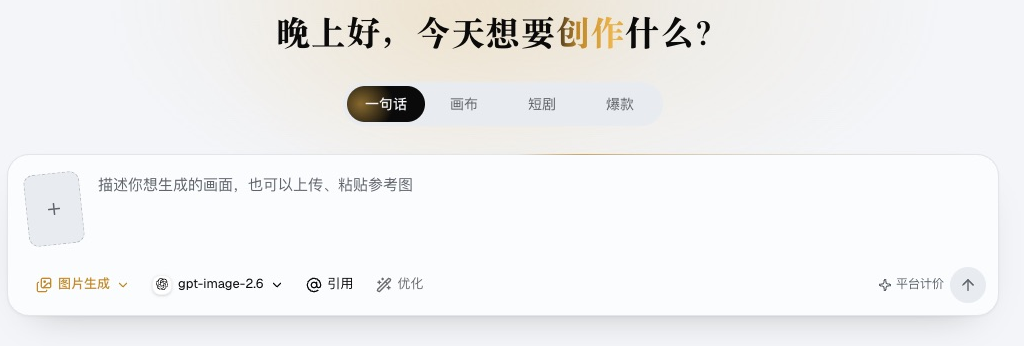 晚上好，今天想要创作什么?
一句话 画布 短剧 爆款
描述你想生成的画面，也可以上传、粘贴参考图
图片生成 gpt-image-2.6 引用 优化 平台计价